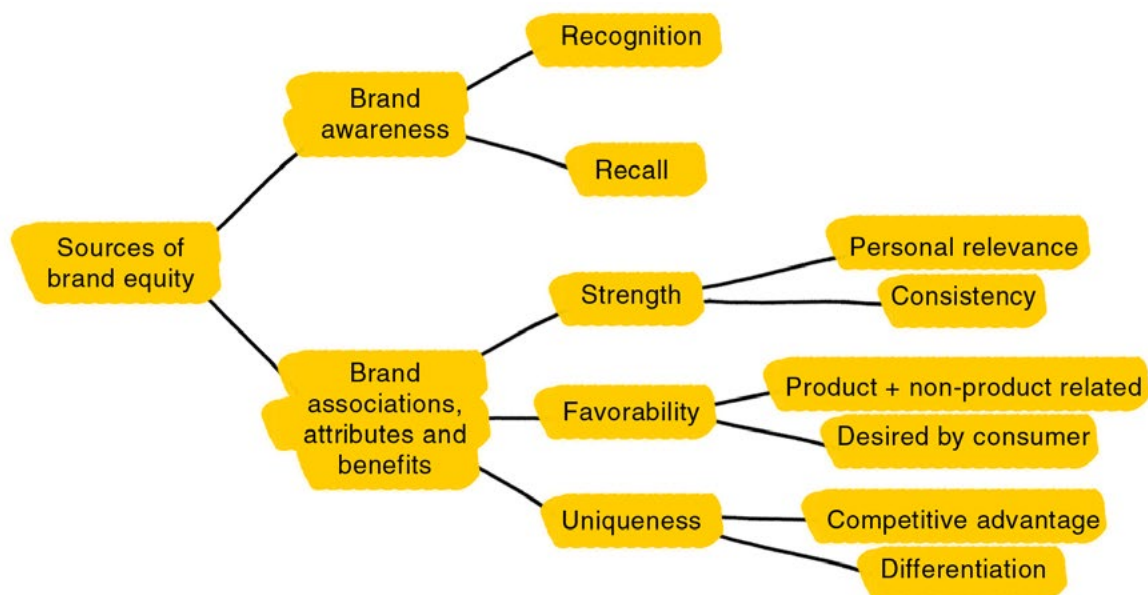 Recognition
Brand
awareness
Recall
Sources of
brand equity
Personal relevance
Strength
Consistency
Brand
associations,
attributes and
benefits
Product + non-product related
Favorability
Desired by consumer
Uniqueness
Competitive advantage
Differentiation